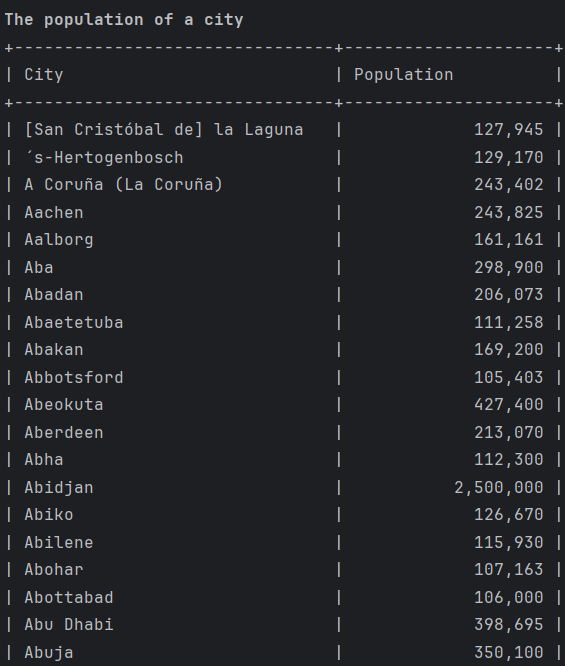 The population of a city
+--------------------------------+---------------------+
| City                           | Population          |
+--------------------------------+---------------------+
| [San Cristóbal de] la Laguna   |             127,945 |
| ´s-Hertogenbosch               |             129,170 |
| A Coruña (La Coruña)           |             243,402 |
| Aachen                         |             243,825 |
| Aalborg                        |             161,161 |
| Aba                            |             298,900 |
| Abadan                         |             206,073 |
| Abaetetuba                     |             111,258 |
| Abakan                         |             169,200 |
| Abbotsford                     |             105,403 |
| Abeokuta                       |             427,400 |
| Aberdeen                       |             213,070 |
| Abha                           |             112,300 |
| Abidjan                        |           2,500,000 |
| Abiko                          |             126,670 |
| Abilene                        |             115,930 |
| Abohar                         |             107,163 |
| Abottabad                      |             106,000 |
| Abu Dhabi                      |             398,695 |
| Abuja                          |             350,100 |